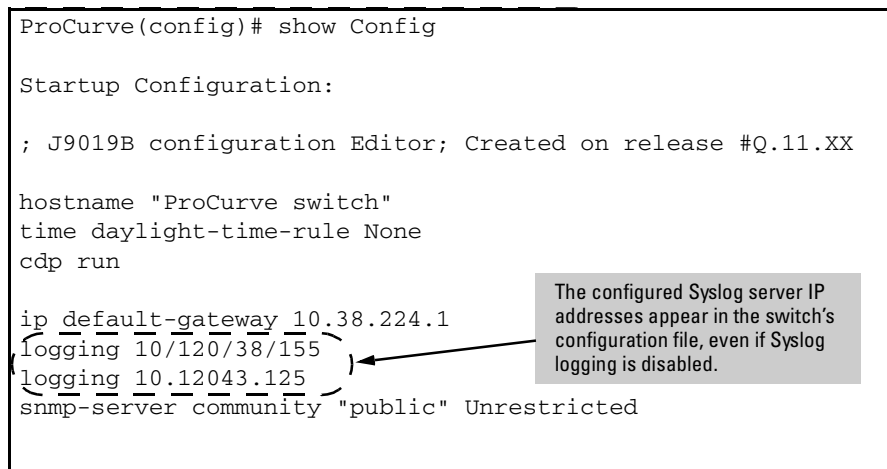 ProCurve(config)# show Config
Startup Configuration:
; J9019B configuration Editor; Created on release #Q.11.XX
hostname "ProCurve switch"
time daylight-time-rule None
cdp run
ip default-gateway 10.38.224.1
logging 10/120/38/155
logging 10.12043.125
snmp-server community "public" Unrestricted
The configured Syslog server IP
addresses appear in the switch's
configuration file, even if Syslog
logging is disabled.